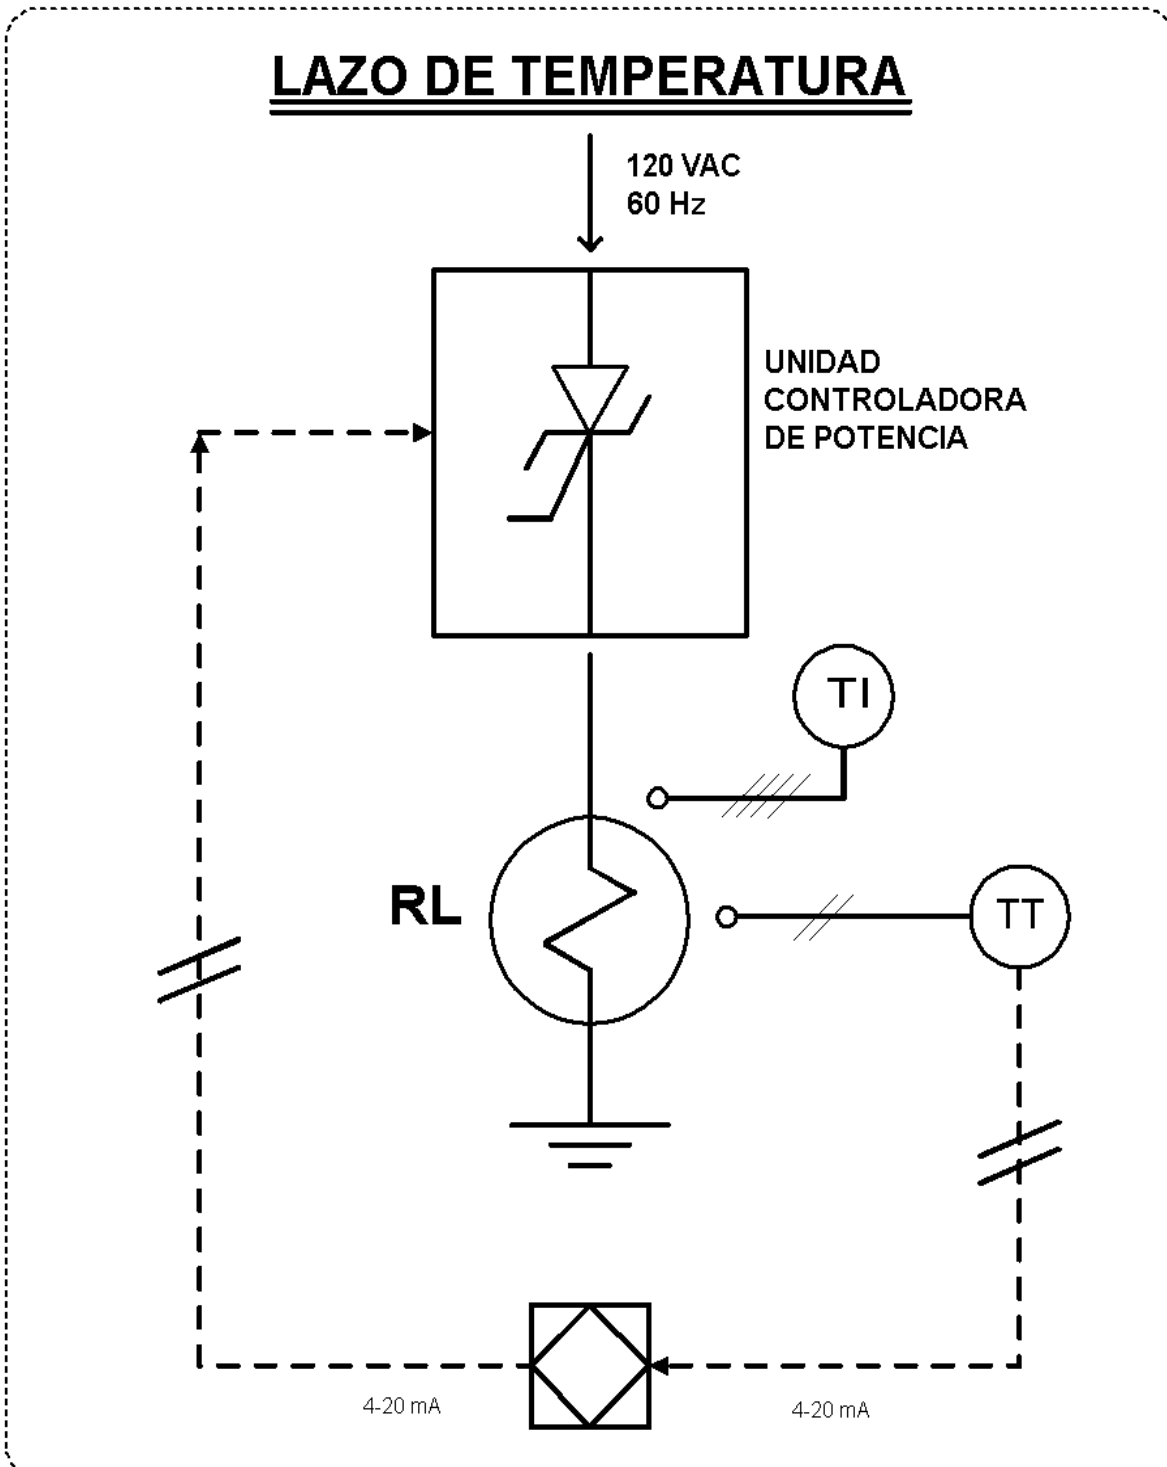 LAZO DE TEMPERATURA
120 VAC
60 Hz
UNIDAD
CONTROLADORA
DE POTENCIA
TI
RL
TT
4-20 mA
4-20 mA